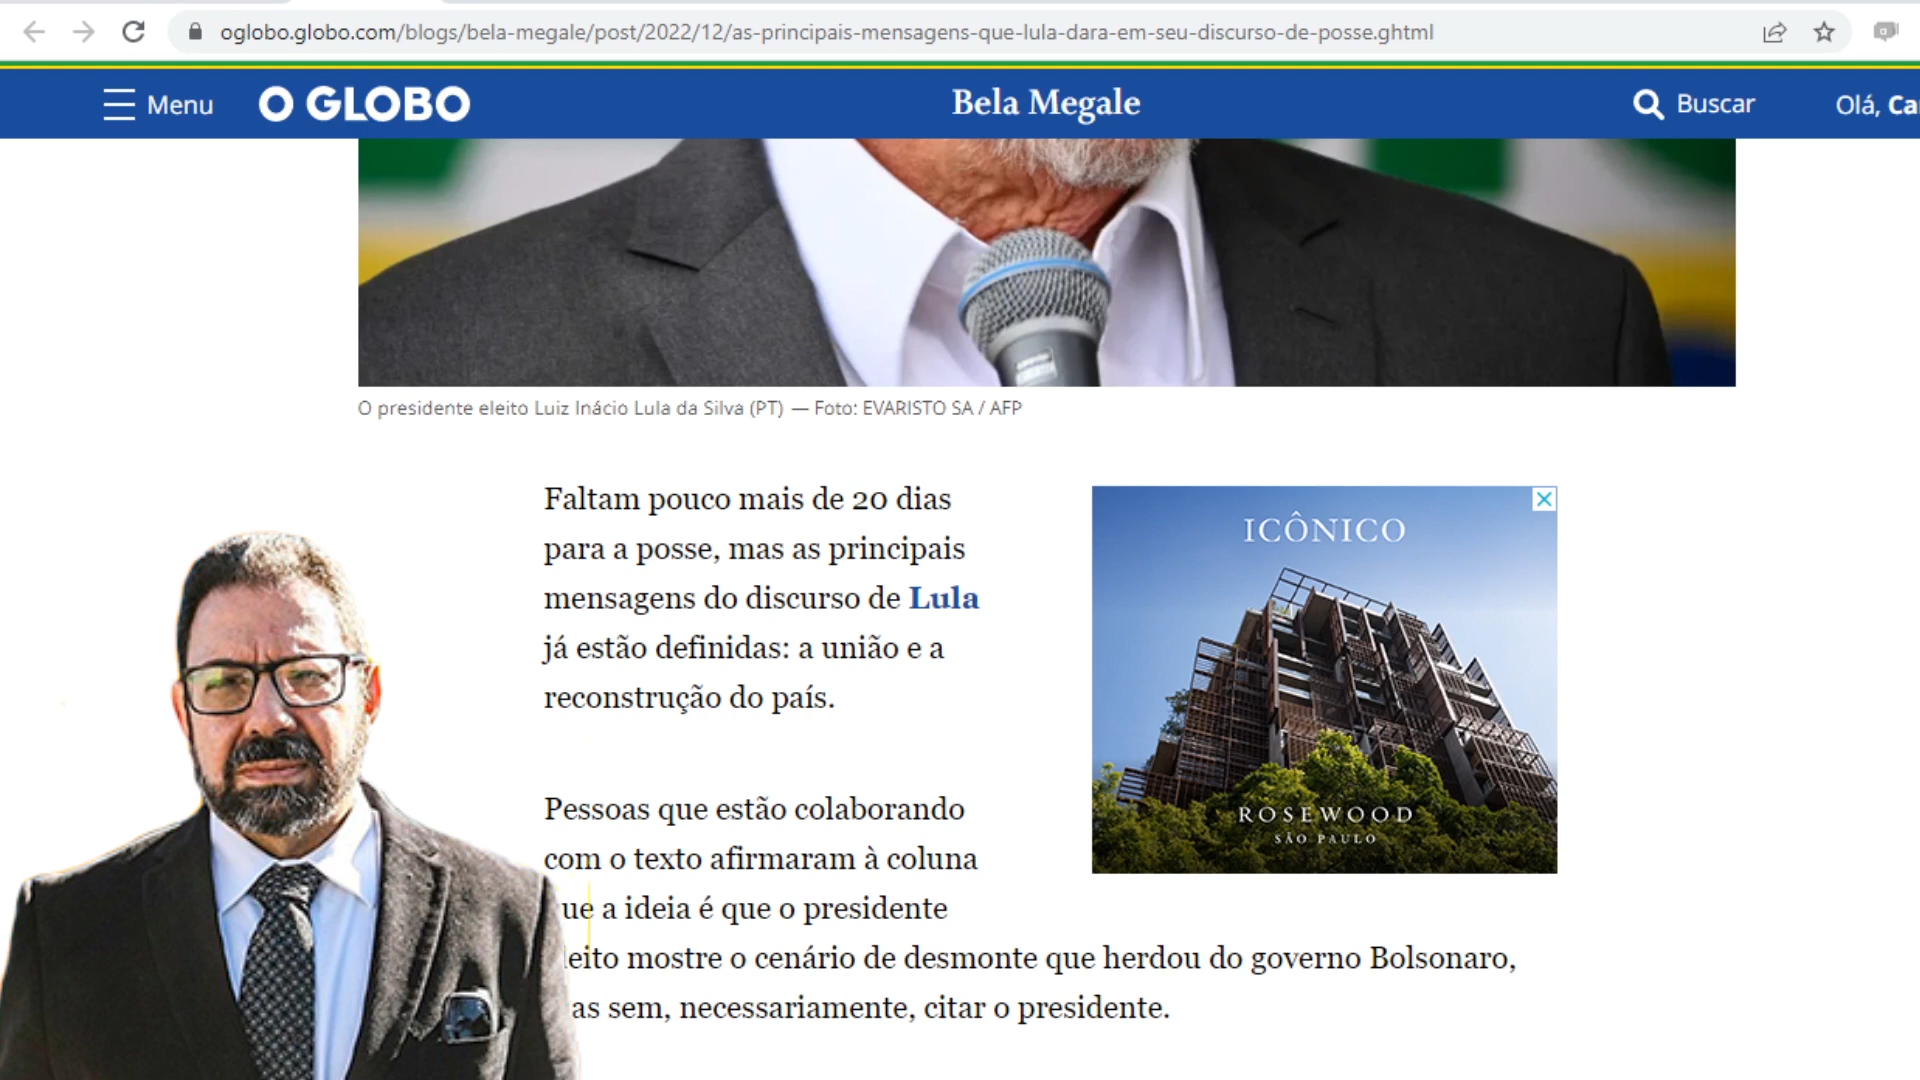 oglobo.globo.com/blogs/bela-megale/post/2022/12/as-principais-mensagens-que-lula-dara-em-seu-discurso-de-posse.ghtml
Menu
O GLOBO
Bela Megale
Buscar
Olá, Ca
O presidente eleito Luiz Inácio Lula da Silva (PT) — Foto: EVARISTO SA / AFP
Faltam pouco mais de 20 dias
para a posse, mas as principais
mensagens do discurso de Lula
já estão definidas: a união e a
reconstrução do país.
ICÔNICO
ROSEWOOD
SÃO PAULO
Pessoas que estão colaborando
com o texto afirmaram à coluna
ue a ideia é que o presidente
leito mostre o cenário de desmonte que herdou do governo Bolsonaro,
as sem, necessariamente, citar o presidente.